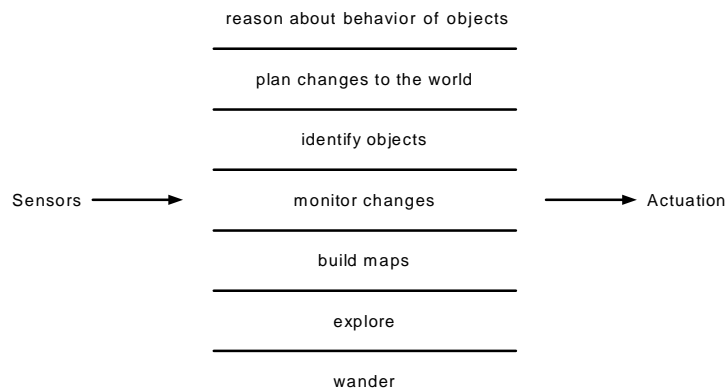 reason about behavior of objects
plan changes to the world
identify objects
Sensors
monitor changes
Actuation
build maps
explore
wander